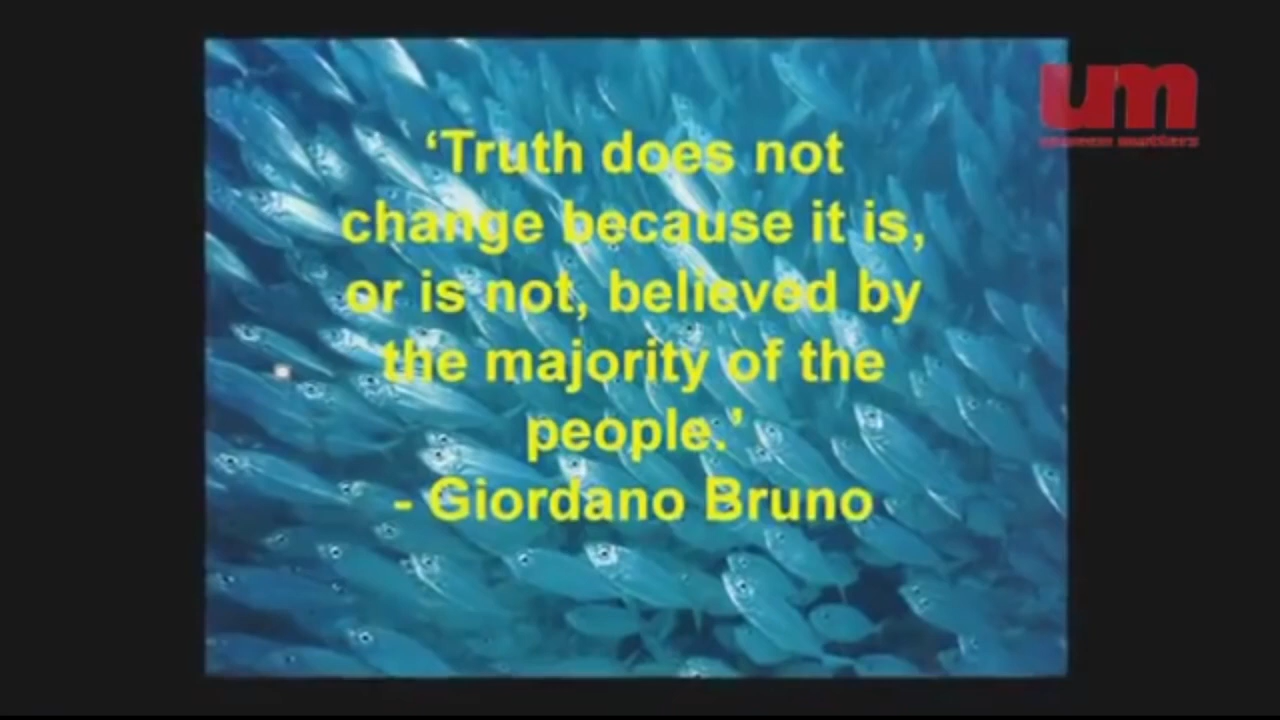 ‘Truth does not
change because it is,
or is not, believed by
the majority of the
people.’
- Giordano Bruno
um